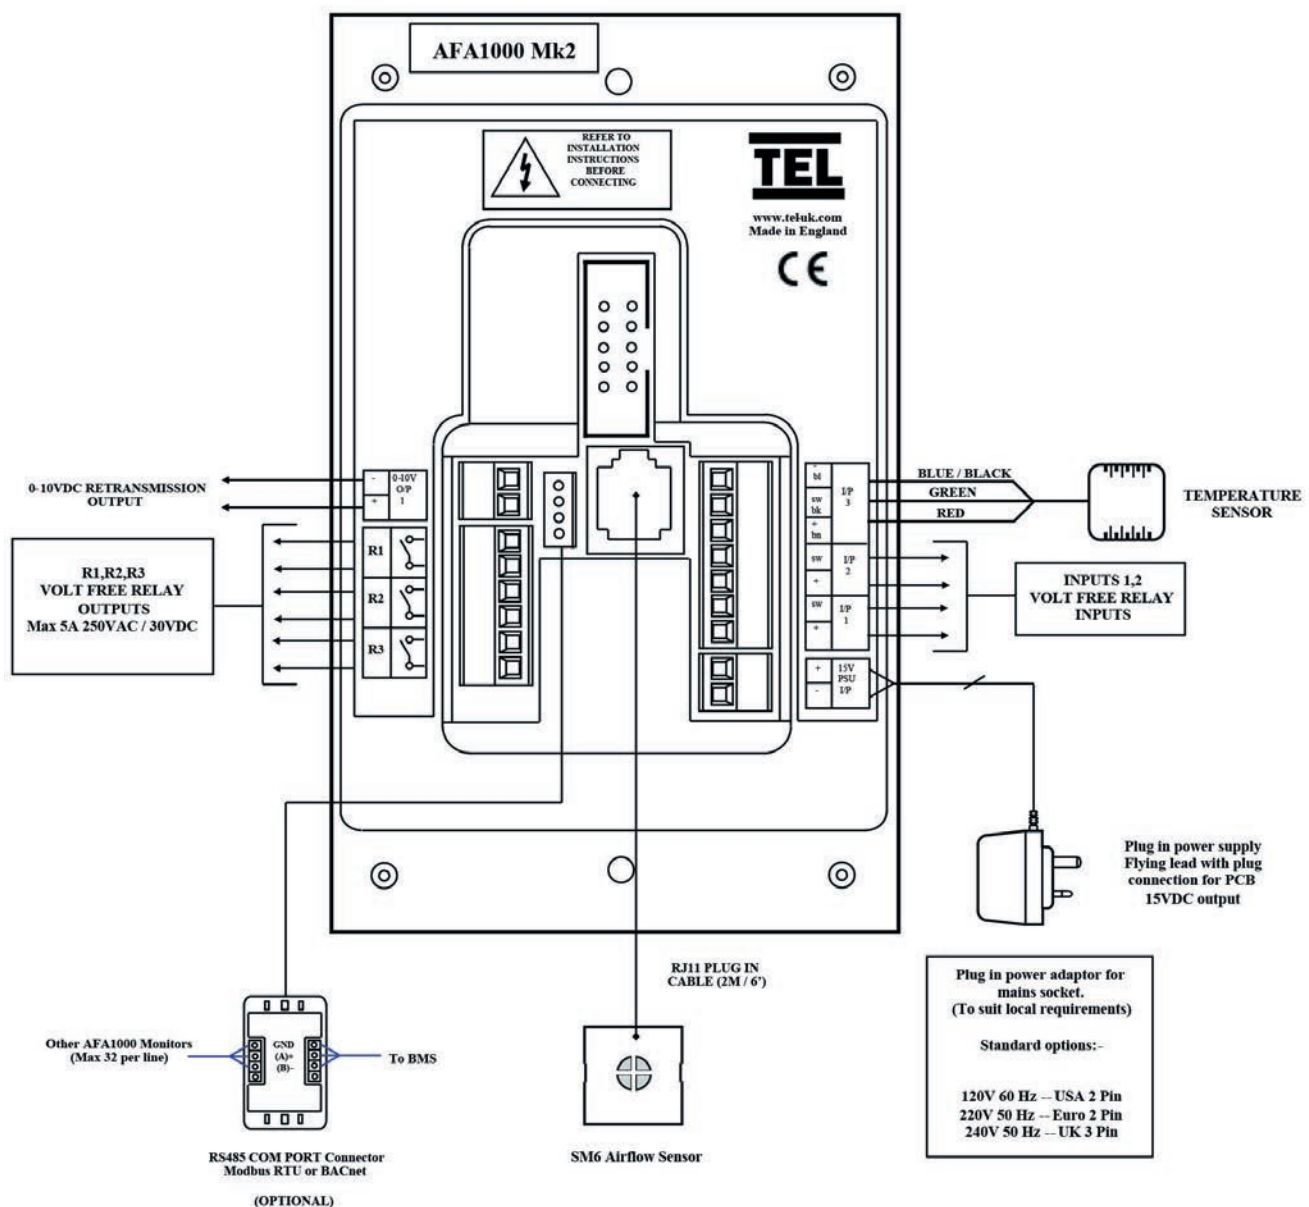 AFA1000 Mk2
REFER TO
INSTALLATION
INSTRUCTIONS
BEFORE
CONNECTING
TEL
www.tel-uk.com
Made in England
CE
0-10VDC RETRANSMISSION
OUTPUT
-
+
0-10V
O/P
1
R1
R2
R3
R1,R2,R3
VOLT FREE RELAY
OUTPUTS
Max 5A 250VAC / 30VDC
-
bl
sw
bk
+
bn
I/P
3
sw
+
I/P
2
sw
+
I/P
1
+
-
15V
PSU
I/P
BLUE / BLACK
GREEN
RED
TEMPERATURE
SENSOR
INPUTS 1,2
VOLT FREE RELAY
INPUTS
Plug in power supply
Flying lead with plug
connection for PCB
15VDC output
RJ11 PLUG IN
CABLE (2M / 6')
Plug in power adaptor for
mains socket.
(To suit local requirements)
Standard options:-
120V 60 Hz -- USA 2 Pin
220V 50 Hz -- Euro 2 Pin
240V 50 Hz -- UK 3 Pin
Other AFA1000 Monitors
(Max 32 per line)
GND
(A)+
(B)-
To BMS
RS485 COM PORT Connector
Modbus RTU or BACnet
(OPTIONAL)
SM6 Airflow Sensor